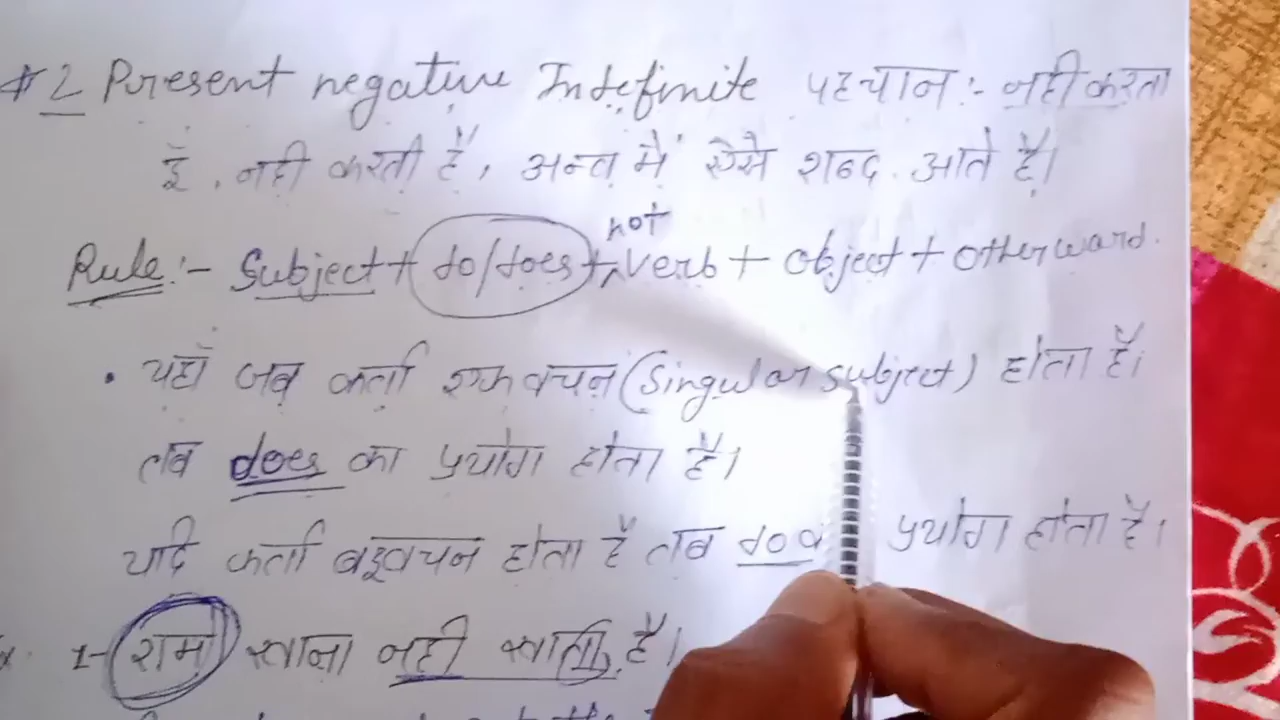 # 2 Present negative Indefinite पहचान :- नही करता
हूँ, नही करती है, अन्त में ऐसे शब्द आते है।
not
Rule:- Subject + do/does + verb + object + other word.
• यहाँ जब कर्ता एकवचन (Singular subject) होता है।
तब does का प्रयोग होता है।
यदि कर्ता बहुवचन होता है तब do प्रयोग होता है।
1- राम खाना नही खाता है।